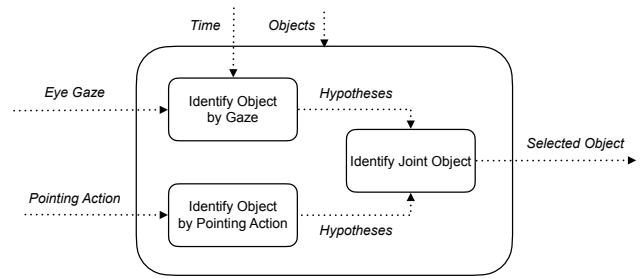 Time
Objects
Eye Gaze
Identify Object
by Gaze
Hypotheses
Identify Joint Object
Selected Object
Pointing Action
Identify Object
by Pointing Action
Hypotheses